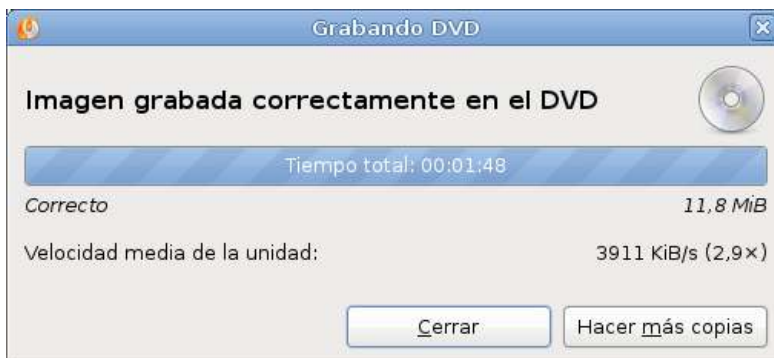 Grabando DVD
Imagen grabada correctamente en el DVD
Tiempo total: 00:01:48
Correcto 11,8 MiB
Velocidad media de la unidad: 3911 KiB/s (2,9×)
Cerrar Hacer más copias